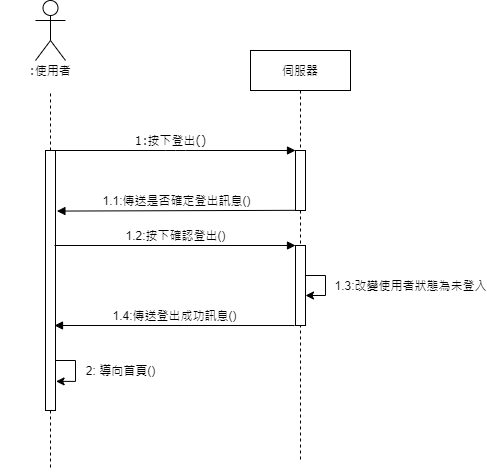 :使用者
伺服器
1:按下登出()
1.1:傳送是否確定登出訊息()
1.2:按下確認登出()
1.3:改變使用者狀態為未登入
1.4:傳送登出成功訊息()
2: 導向首頁()